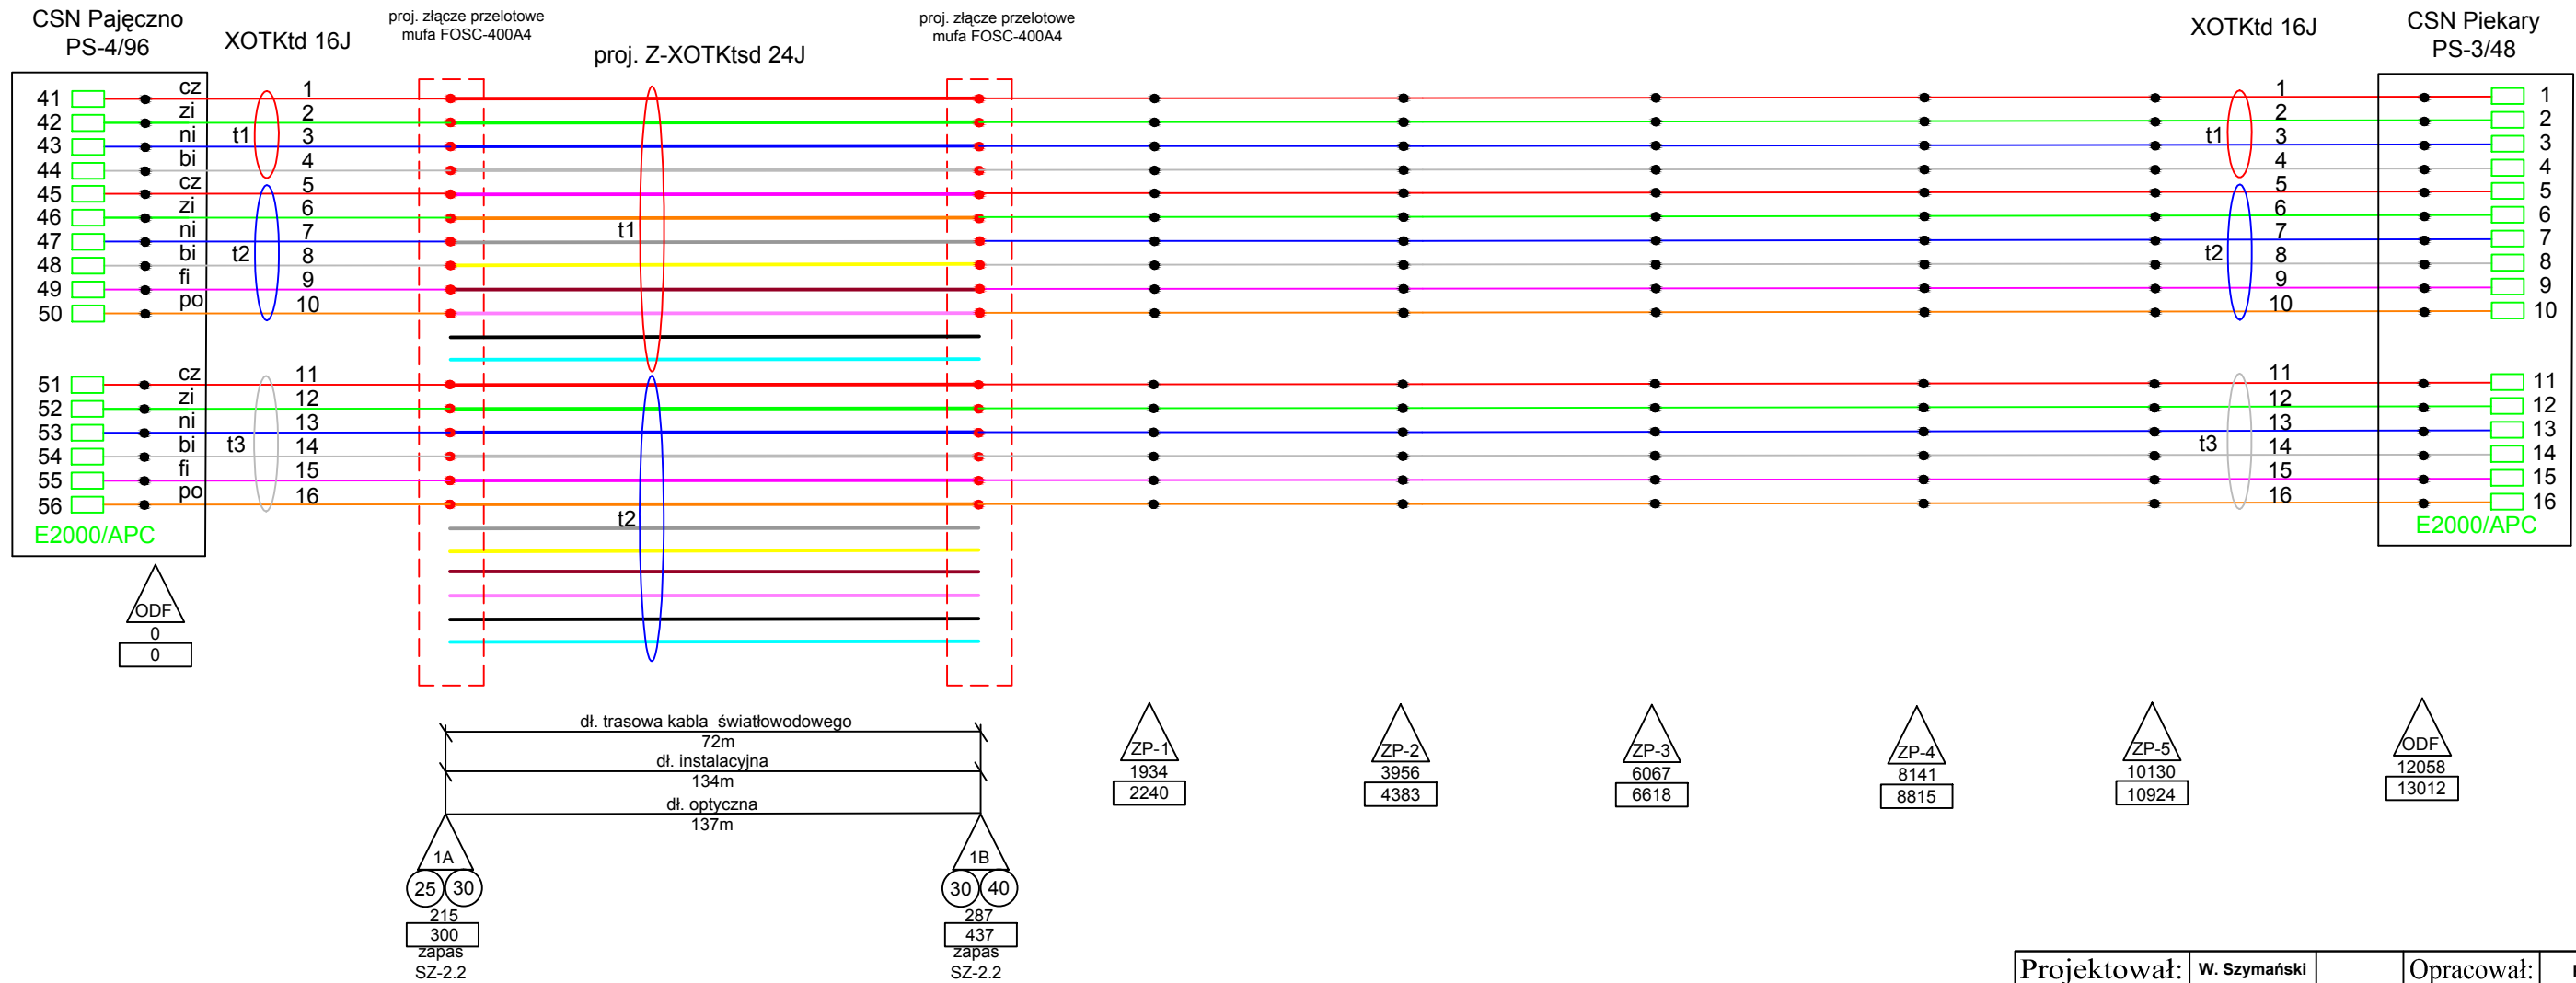 CSN Pajęczno
PS-4/96
XOTKtd 16J
proj. złącze przelotowe
mufa FOSC-400A4
proj. Z-XOTKtsd 24J
proj. złącze przelotowe
mufa FOSC-400A4
XOTKtd 16J
CSN Piekary
PS-3/48
41 cz 1 1 1
42 zi 2 2 2
43 ni t1 3 t1 3 3
44 bi 4 4 4
45 cz 5 5 5
46 zi 6 6 6
47 ni 7 t1 7 7
48 bi t2 8 t2 8 8
49 fi 9 9 9
50 po 10 10 10
51 cz 11 11 11
52 zi 12 12 12
53 ni 13 13 13
54 bi t3 14 t3 14 14
55 fi 15 15 15
56 po 16 16 16
t2
E2000/APC
E2000/APC
ODF
0
0
dł. trasowa kabla światłowodowego
72m
dł. instalacyjna
134m
dł. optyczna
137m
1A
25 30
215
300
zapas
SZ-2.2
1B
30 40
287
437
zapas
SZ-2.2
ZP-1
1934
2240
ZP-2
3956
4383
ZP-3
6067
6618
ZP-4
8141
8815
ZP-5
10130
10924
ODF
12058
13012
Projektował: W. Szymański Opracował: